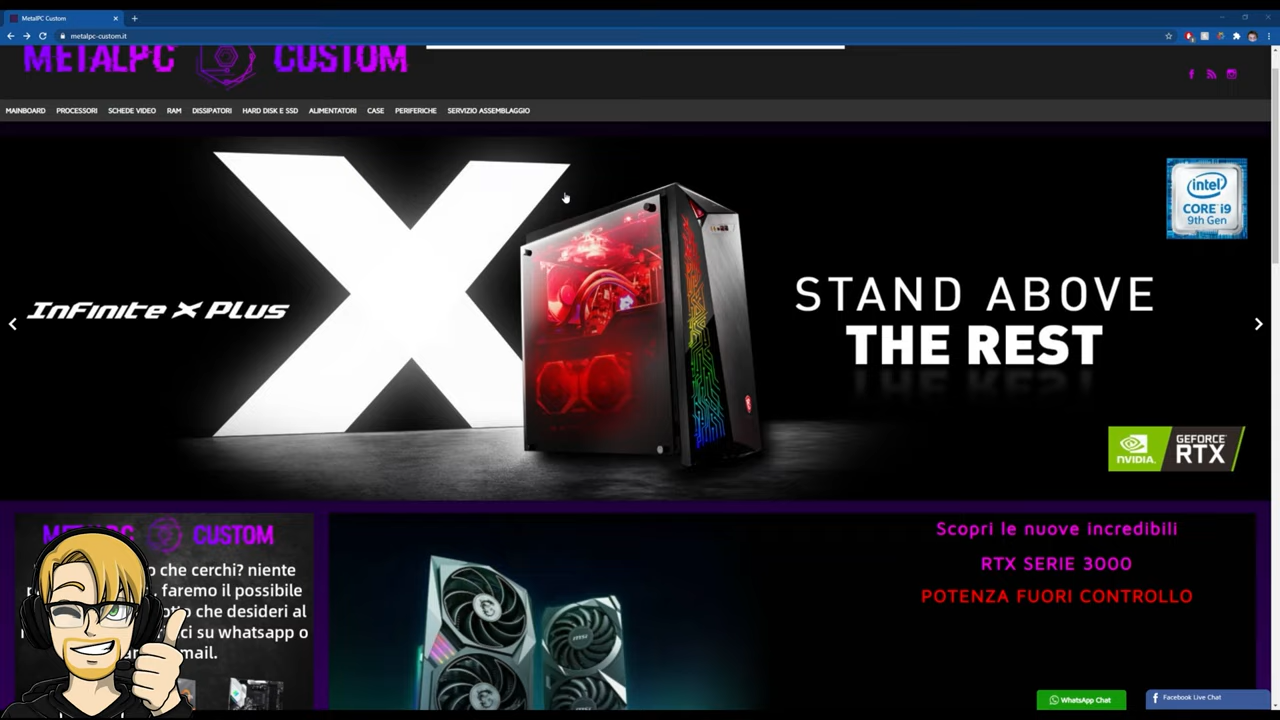 MetalPC Custom
metalpc-custom.it
METALPC CUSTOM
MAINBOARD PROCESSORI SCHEDE VIDEO RAM DISSIPATORI HARD DISK E SSD ALIMENTATORI CASE PERIFERICHE SERVIZIO ASSEMBLAGGIO
intel
CORE i9
9th Gen
Infinite X Plus
STAND ABOVE
THE REST
NVIDIA.
GEFORCE
RTX
CUSTOM
che cerchi? niente
faremo il possibile
che desideri al
ci su whatsapp o
mail.
Scopri le nuove incredibili
RTX SERIE 3000
POTENZA FUORI CONTROLLO
WhatsApp Chat
Facebook Live Chat